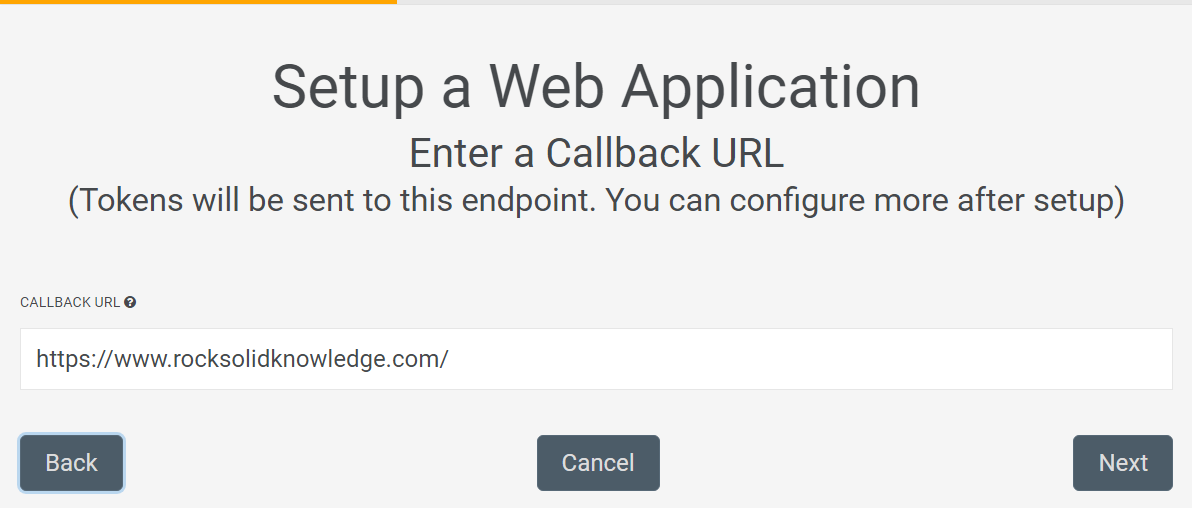 Setup a Web Application
Enter a Callback URL
(Tokens will be sent to this endpoint. You can configure more after setup)
CALLBACK URL ?
https://www.rocksolidknowledge.com/
Back
Cancel
Next